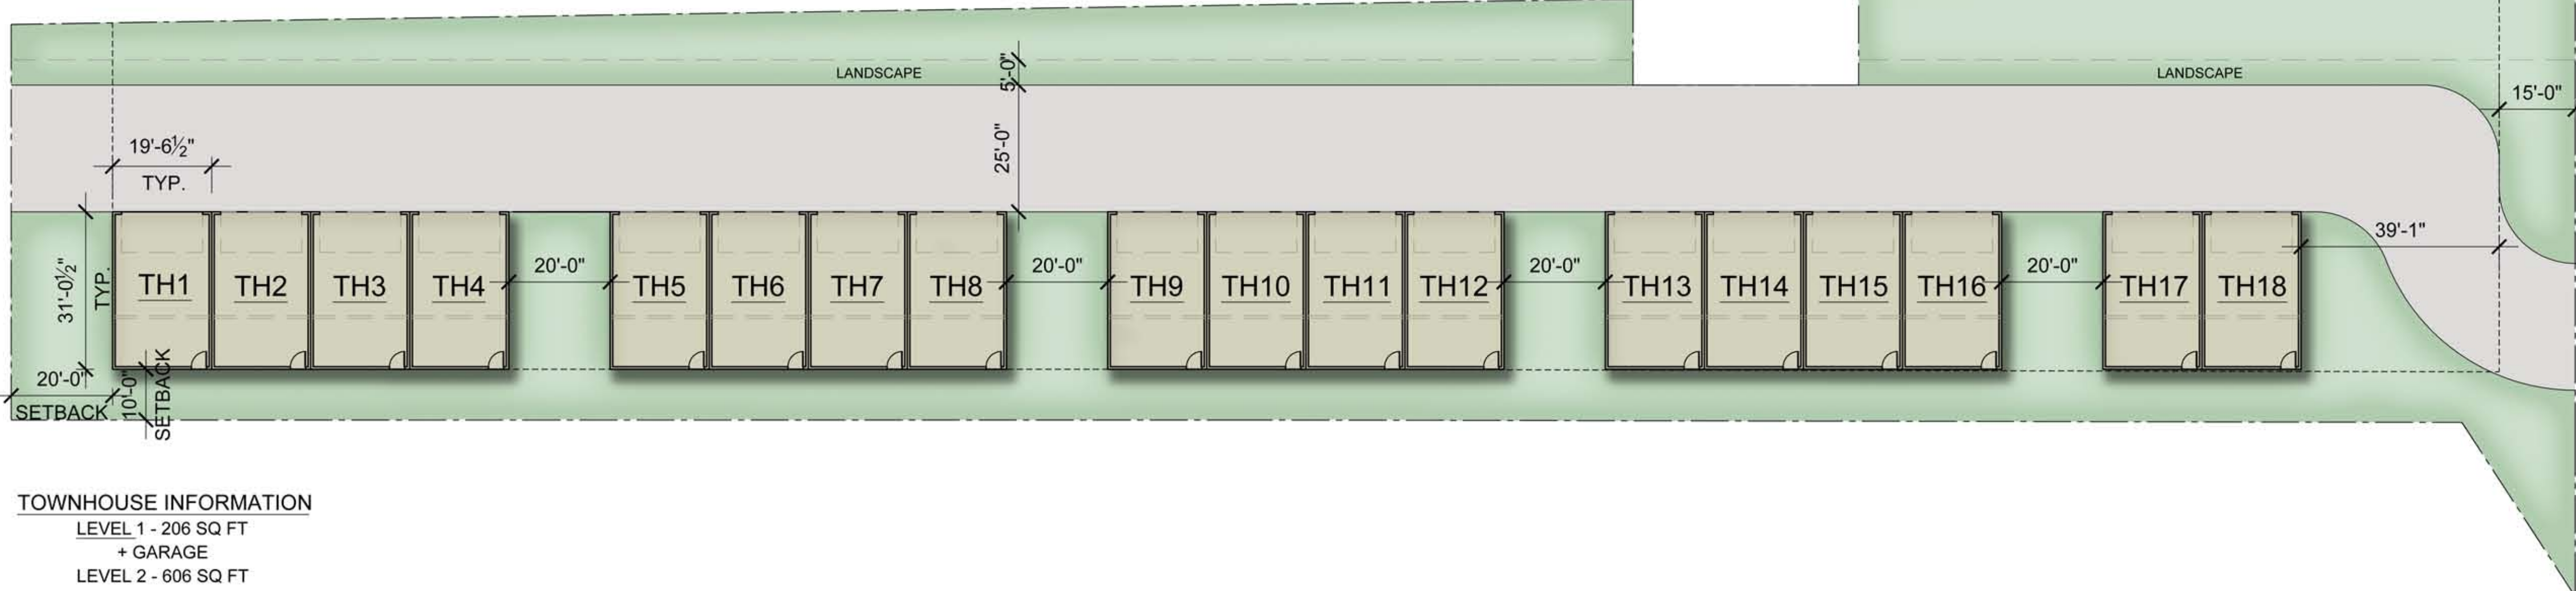 LANDSCAPE
5'-0"
LANDSCAPE
15'-0"
19'-6½"
TYP.
25'-0"
39'-1"
31'-0½"
TYP.
TH1
TH2
TH3
TH4
20'-0"
TH5
TH6
TH7
TH8
20'-0"
TH9
TH10
TH11
TH12
20'-0"
TH13
TH14
TH15
TH16
20'-0"
TH17
TH18
20'-0"
SETBACK
10'-0"
SETBACK
TOWNHOUSE INFORMATION
LEVEL 1 - 206 SQ FT
+ GARAGE
LEVEL 2 - 606 SQ FT